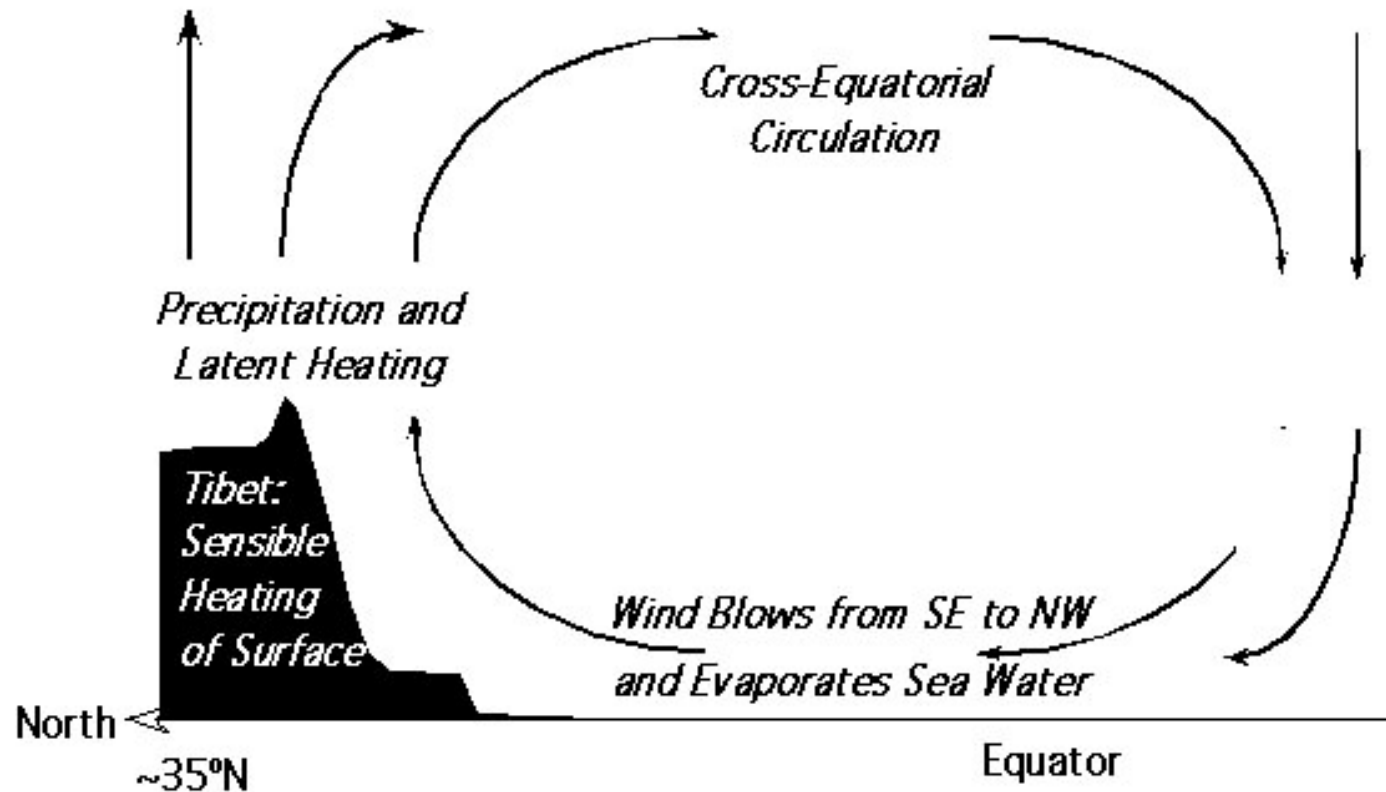 Cross-Equatorial
Circulation
Precipitation and
Latent Heating
Tibet:
Sensible
Heating
of Surface
Wind Blows from SE to NW
and Evaporates Sea Water
North
~35ºN
Equator